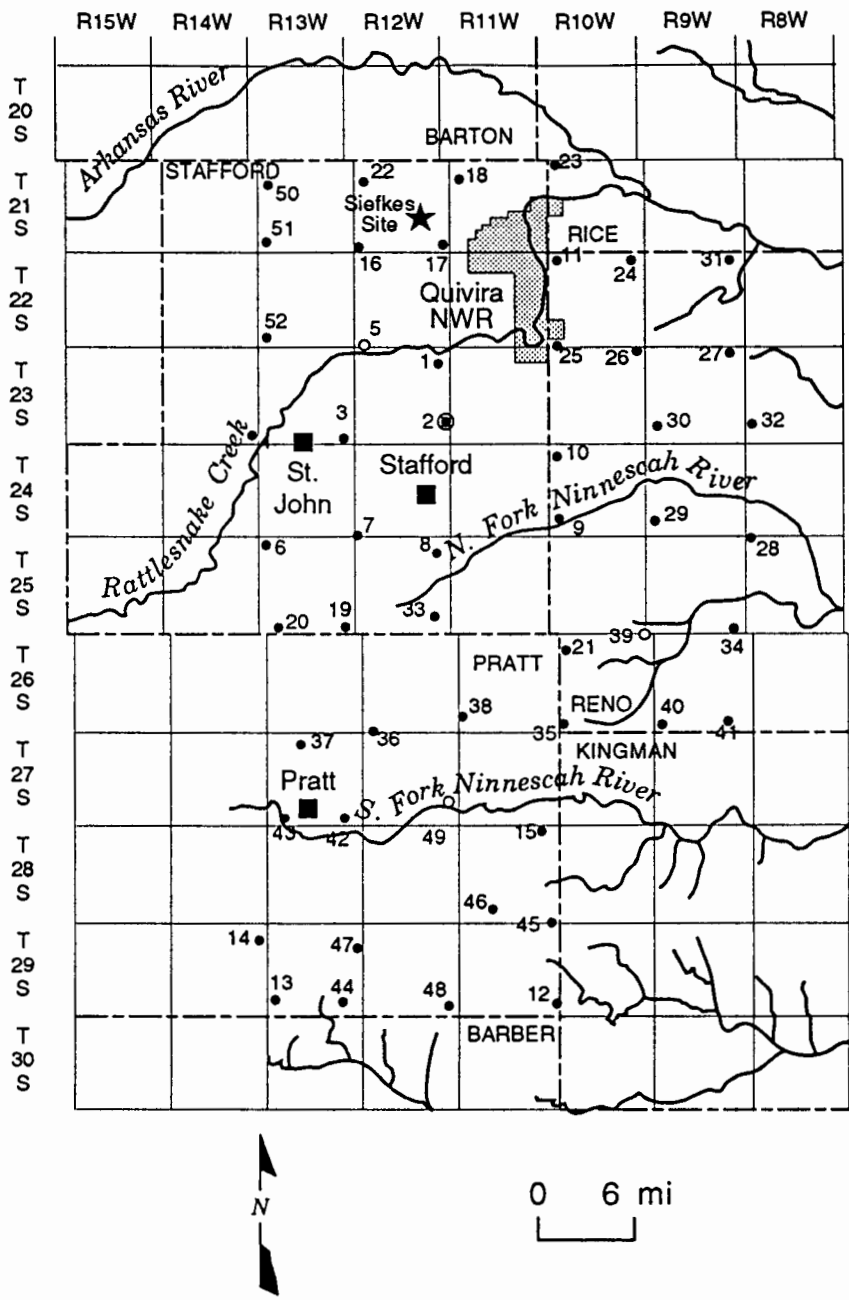 R15W R14W R13W R12W R11W R10W R9W R8W
T
20
S
Arkansas River
BARTON
STAFFORD
23
22
18
50
T
21
S
Siefkes
Site
51
RICE
16
17
11
24
31
T
22
S
Quivira
NWR
52
5
1
25
26
27
T
23
S
3
2
30
32
4
10
St.
John
Stafford
T
24
S
Rattlesnake Creek
N. Fork Ninnescah River
7
9
29
6
8
28
T
25
S
33
20
19
39
34
21
T
26
S
PRATT
RENO
38
40
36
35
41
37
KINGMAN
T
27
S
Pratt
S. Fork Ninnescah River
43
42
49
15
T
28
S
46
45
14
47
T
29
S
13
44
48
12
BARBER
T
30
S
N
0 6 mi